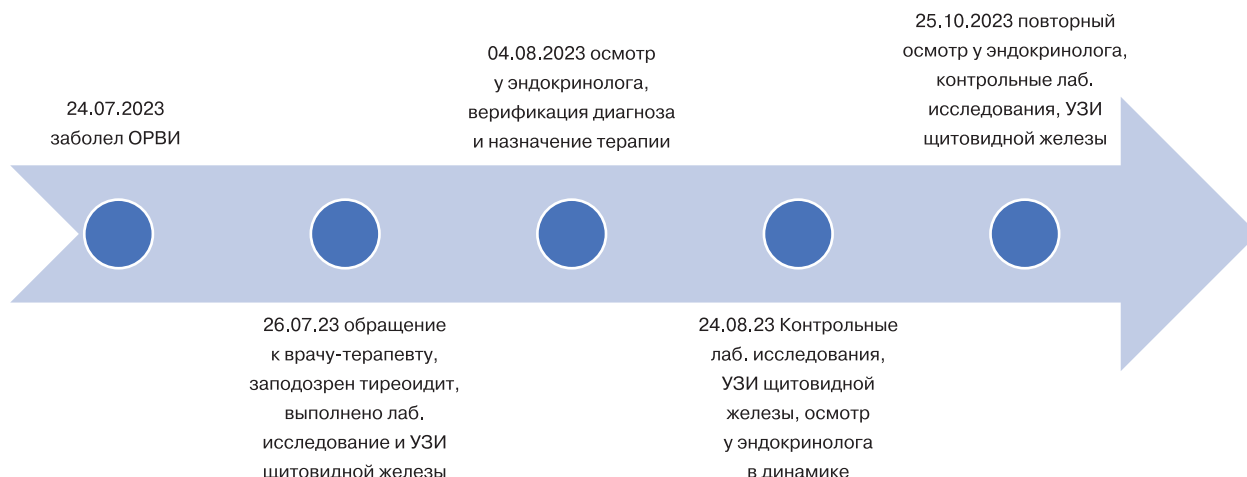 24.07.2023
заболел ОРВИ
26.07.23 обращение
к врачу-терапевту,
заподозрен тиреоидит,
выполнено лаб.
исследование и УЗИ
щитовидной железы
04.08.2023 осмотр
у эндокринолога,
верификация диагноза
и назначение терапии
24.08.23 Контрольные
лаб. исследования,
УЗИ щитовидной
железы, осмотр
у эндокринолога
в динамике
25.10.2023 повторный
осмотр у эндокринолога,
контрольные лаб.
исследования, УЗИ
щитовидной железы